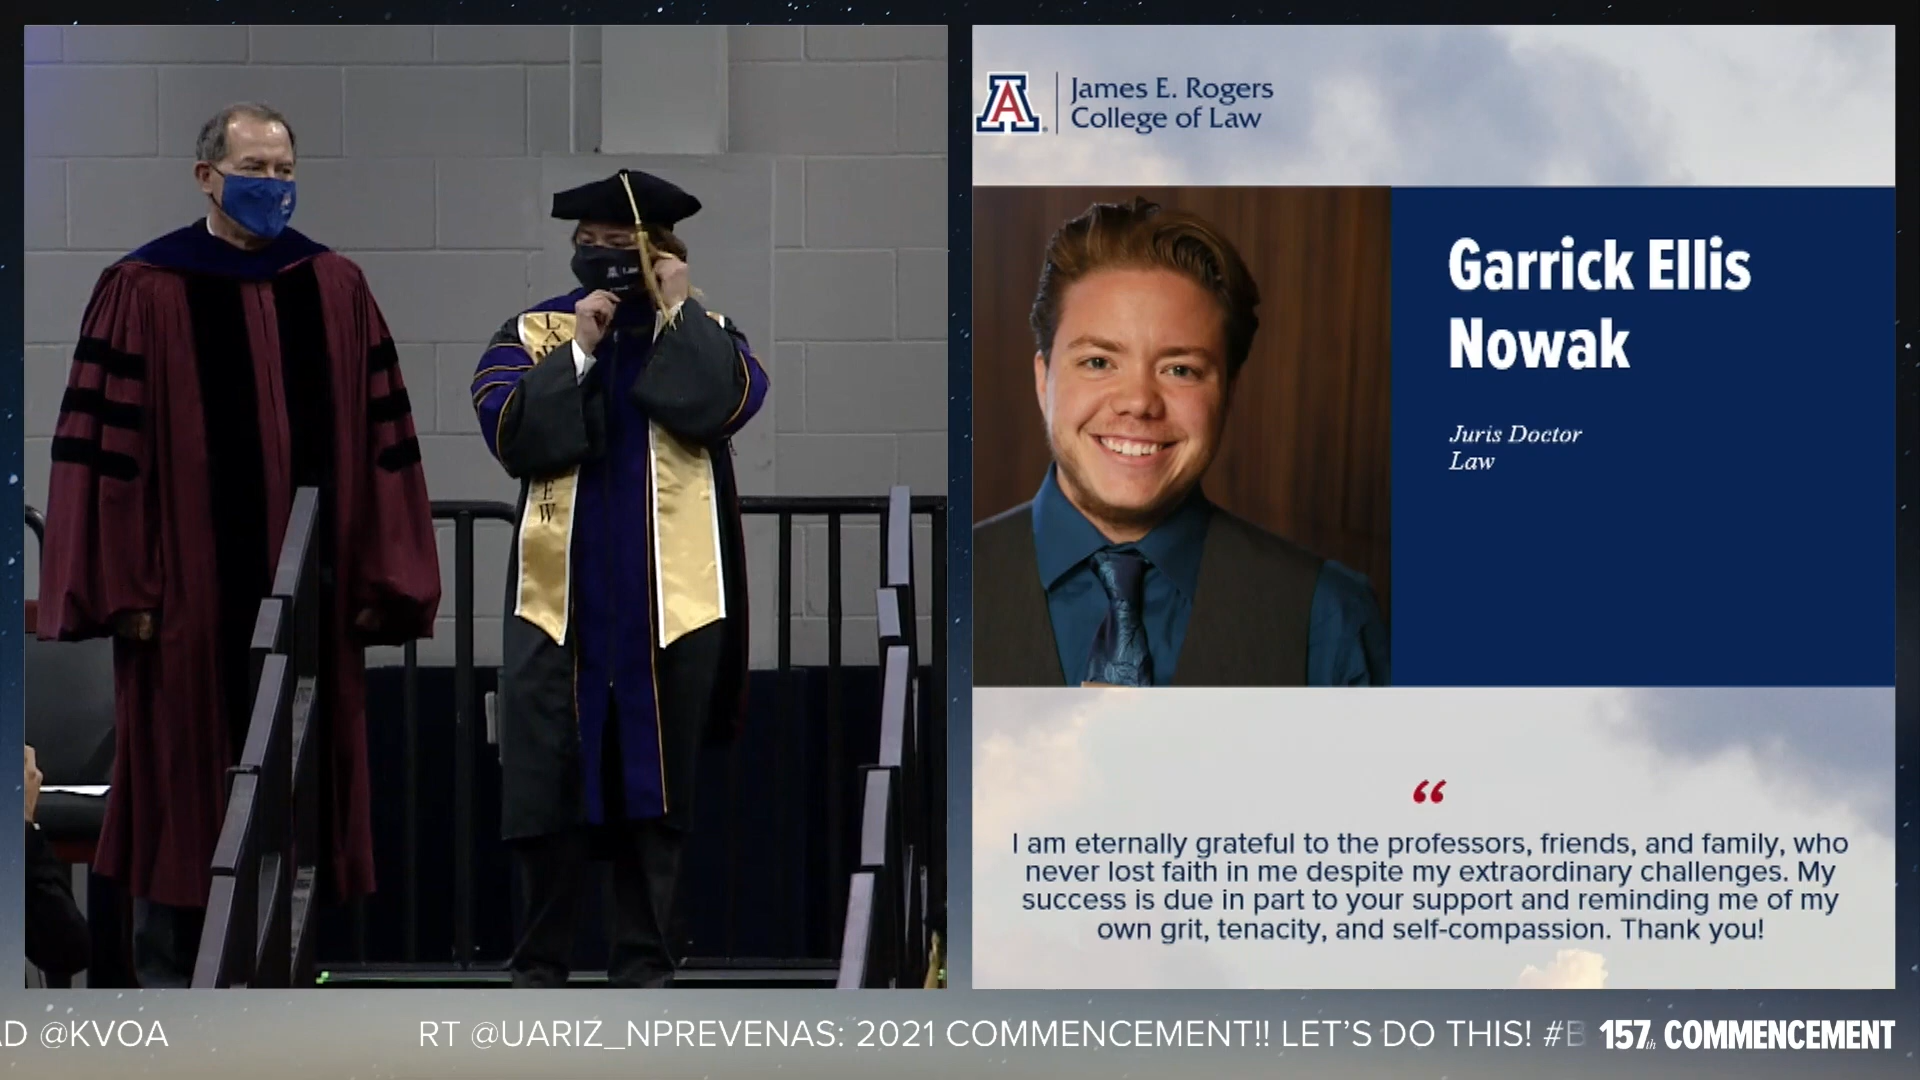 James E. Rogers
College of Law
Garrick Ellis
Nowak
Juris Doctor
Law
“
I am eternally grateful to the professors, friends, and family, who
never lost faith in me despite my extraordinary challenges. My
success is due in part to your support and reminding me of my
own grit, tenacity, and self-compassion. Thank you!
L
A
E
W
A
D @KVOA RT @UARIZ_NPREVENAS: 2021 COMMENCEMENT!! LET’S DO THIS! #B 157th COMMENCEMENT